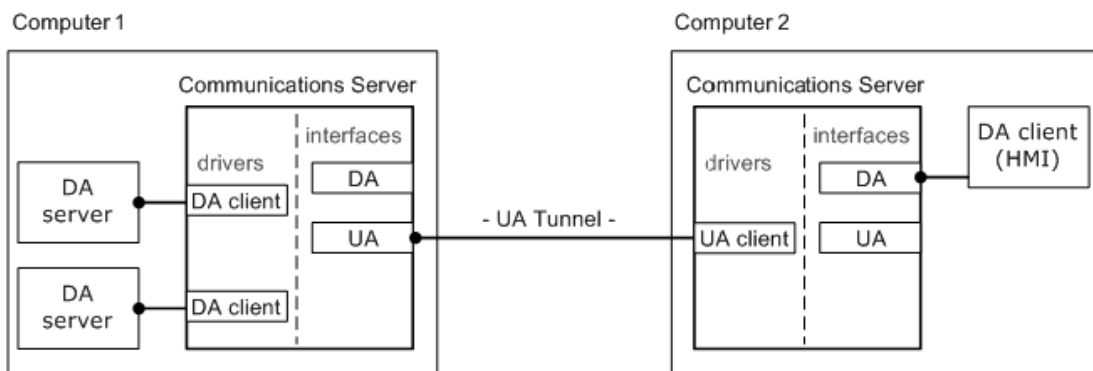 Computer 1
Computer 2
Communications Server
Communications Server
interfaces
interfaces
drivers
drivers
DA client
(HMI)
DA
server
DA client
DA
DA
UA
- UA Tunnel -
UA client
UA
DA
server
DA client